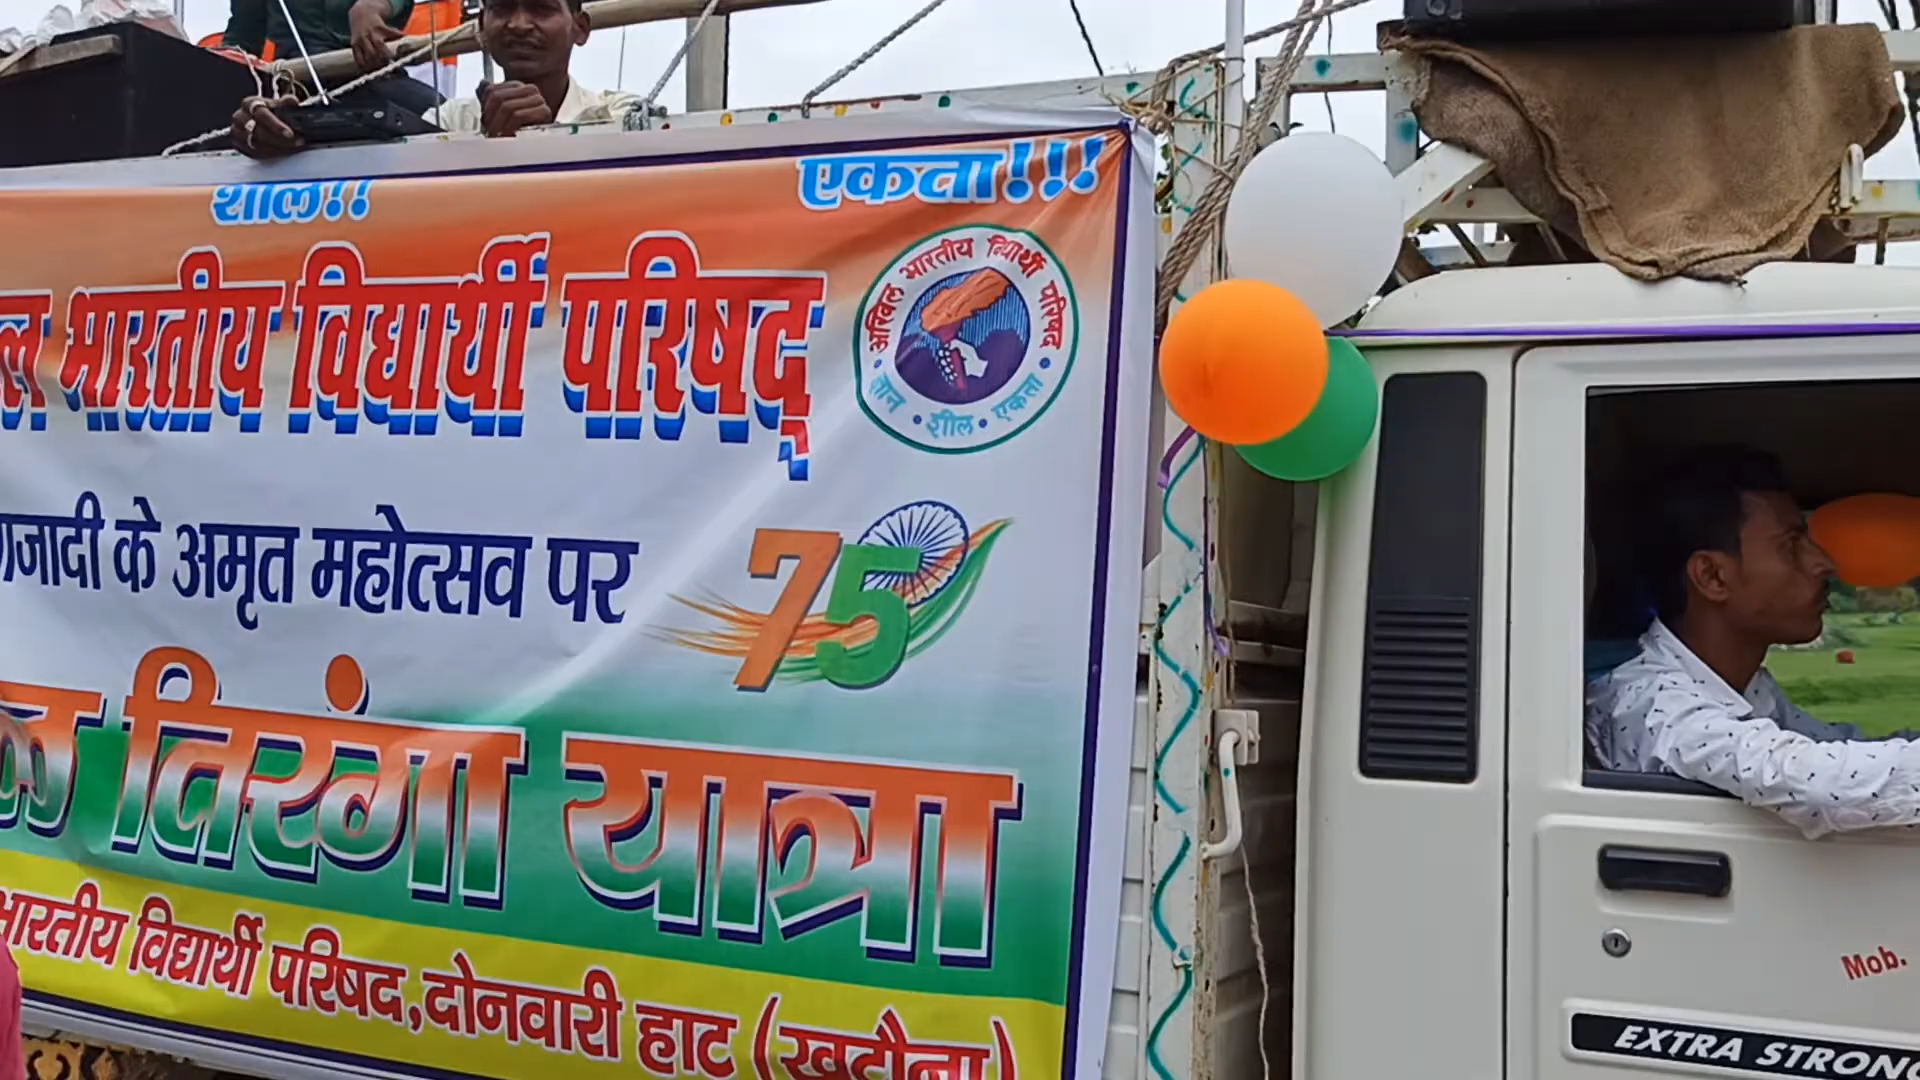 शील!! एकता!!!
भारतीय विद्यार्थी परिषद्
अखिल भारतीय विद्यार्थी परिषद
ज्ञान • शील • एकता
के अमृत महोत्सव पर 75
तिरंगा यात्रा
भारतीय विद्यार्थी परिषद,दोनवारी हाट (खुटौना)
Mob.
EXTRA STRONG